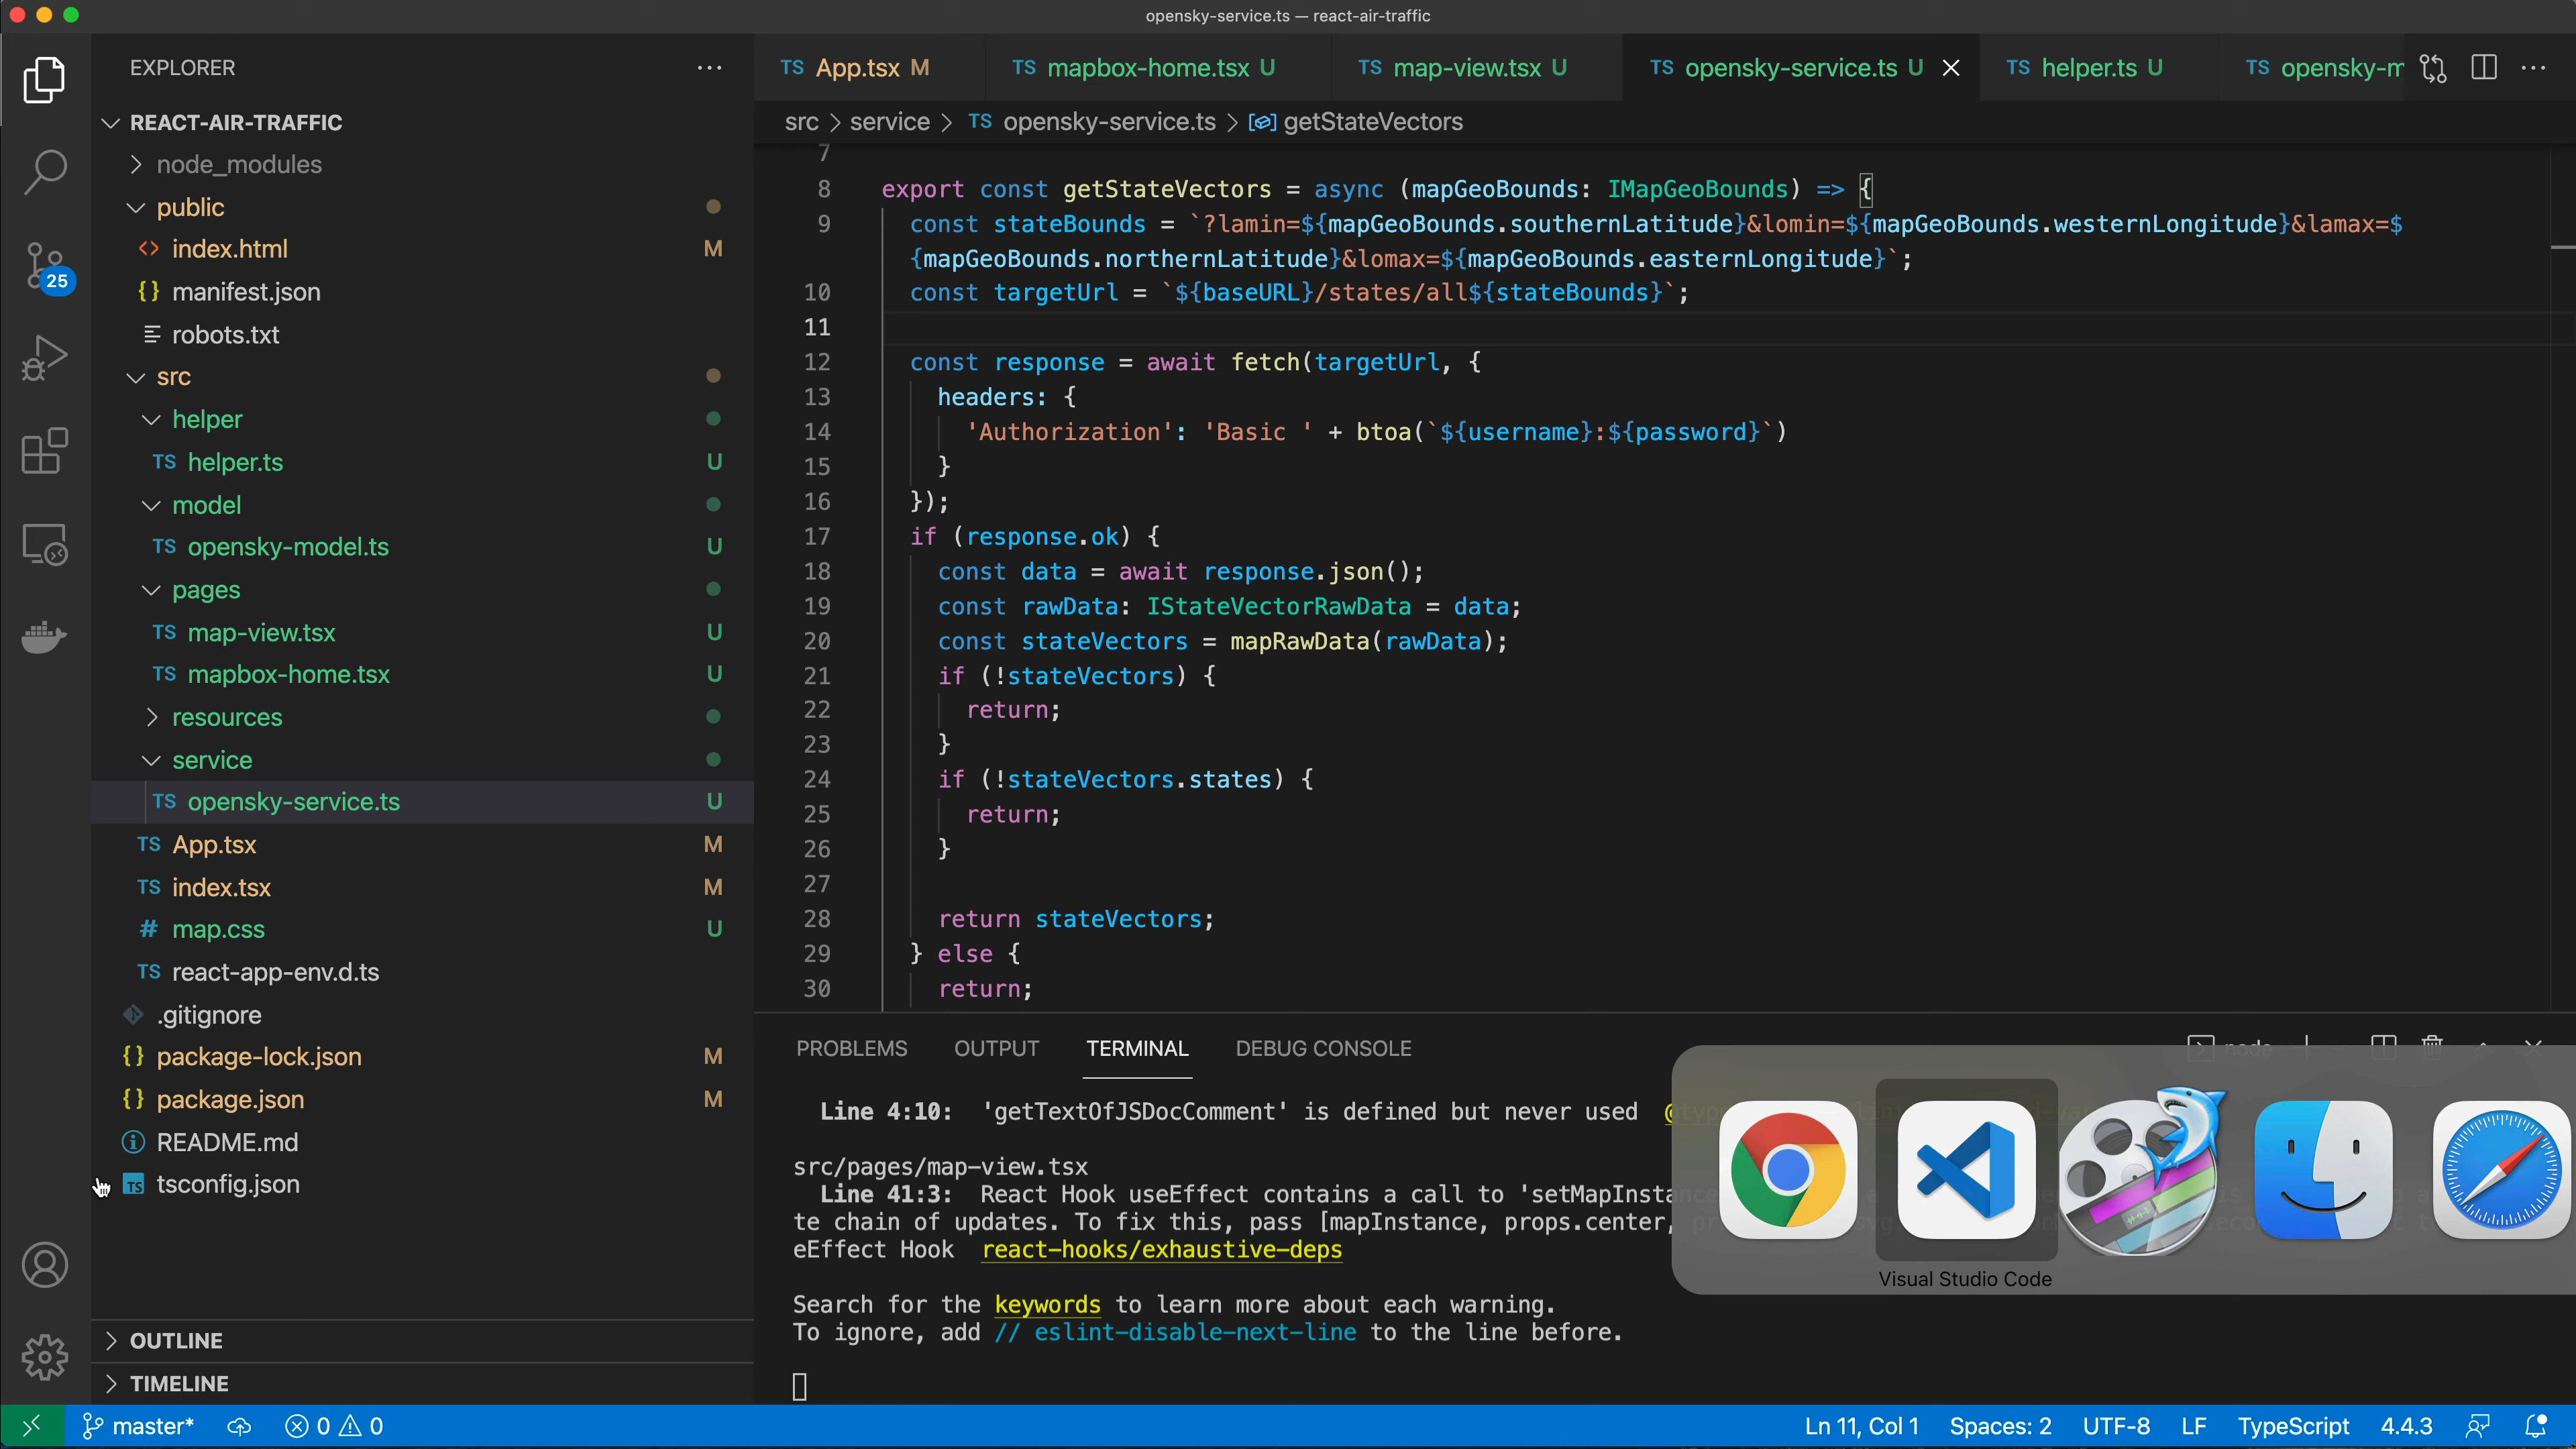 opensky-service.ts — react-air-traffic
EXPLORER
REACT-AIR-TRAFFIC
node_modules
public
index.html M
manifest.json
robots.txt
src
helper
TS helper.ts U
model
TS opensky-model.ts U
pages
TS map-view.tsx U
TS mapbox-home.tsx U
resources
service
TS opensky-service.ts U
TS App.tsx M
TS index.tsx M
# map.css U
TS react-app-env.d.ts
.gitignore
{} package-lock.json M
{} package.json M
README.md
TS tsconfig.json
OUTLINE
TIMELINE
25
TS App.tsx M
TS mapbox-home.tsx U
TS map-view.tsx U
TS opensky-service.ts U
TS helper.ts U
TS opensky-m
src > service > TS opensky-service.ts > getStateVectors
7
8 export const getStateVectors = async (mapGeoBounds: IMapGeoBounds) => {
9 const stateBounds = `?lamin=${mapGeoBounds.southernLatitude}&lomin=${mapGeoBounds.westernLongitude}&lamax=$
{mapGeoBounds.northernLatitude}&lomax=${mapGeoBounds.easternLongitude}`;
10 const targetUrl = `${baseURL}/states/all${stateBounds}`;
11
12 const response = await fetch(targetUrl, {
13 headers: {
14 'Authorization': 'Basic ' + btoa(`${username}:${password}`)
15 }
16 });
17 if (response.ok) {
18 const data = await response.json();
19 const rawData: IStateVectorRawData = data;
20 const stateVectors = mapRawData(rawData);
21 if (!stateVectors) {
22 return;
23 }
24 if (!stateVectors.states) {
25 return;
26 }
27
28 return stateVectors;
29 } else {
30 return;
PROBLEMS OUTPUT TERMINAL DEBUG CONSOLE
node
Line 4:10: 'getTextOfJSDocComment' is defined but never used
src/pages/map-view.tsx
Line 41:3: React Hook useEffect contains a call to 'setMapInstance
te chain of updates. To fix this, pass [mapInstance, props.center,
eEffect Hook react-hooks/exhaustive-deps
Search for the keywords to learn more about each warning.
To ignore, add // eslint-disable-next-line to the line before.
Visual Studio Code
master* 0 0
Ln 11, Col 1 Spaces: 2 UTF-8 LF TypeScript 4.4.3